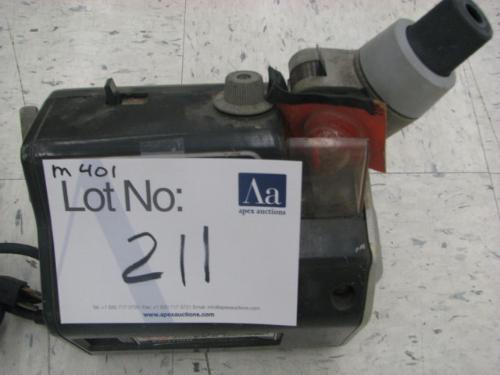 m 401
Lot No:
Aa
apex auctions
211
www.apexauctions.com